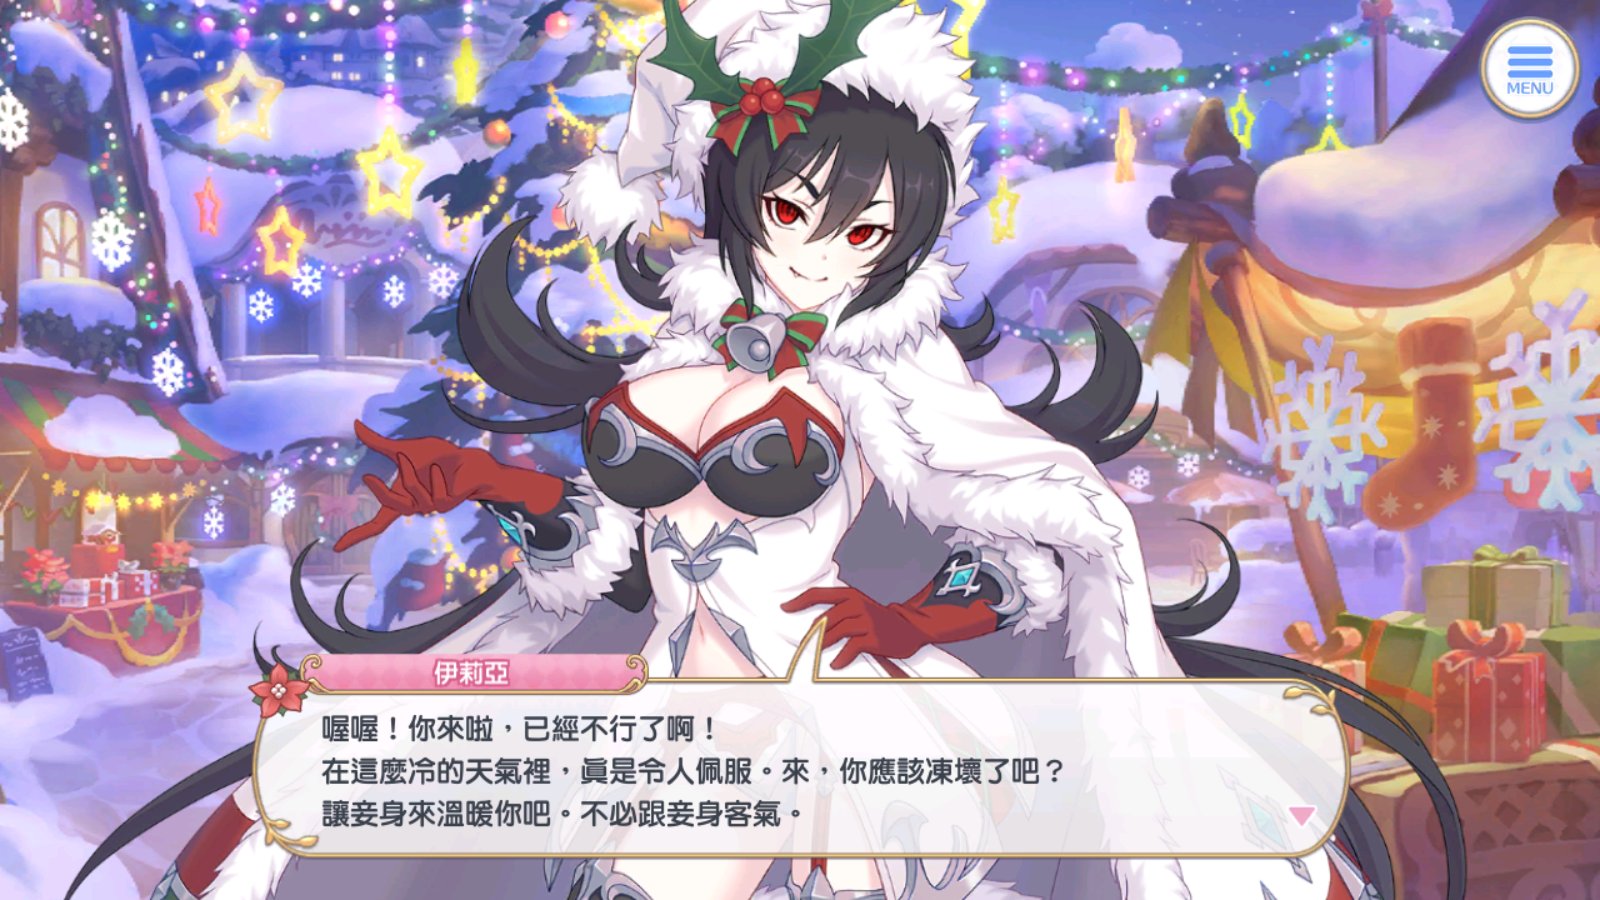 MENU
伊莉亞
喔喔！你來啦，已經不行了啊！
在這麼冷的天氣裡，真是令人佩服。來，你應該凍壞了吧？
讓妾身來溫暖你吧。不必跟妾身客氣。